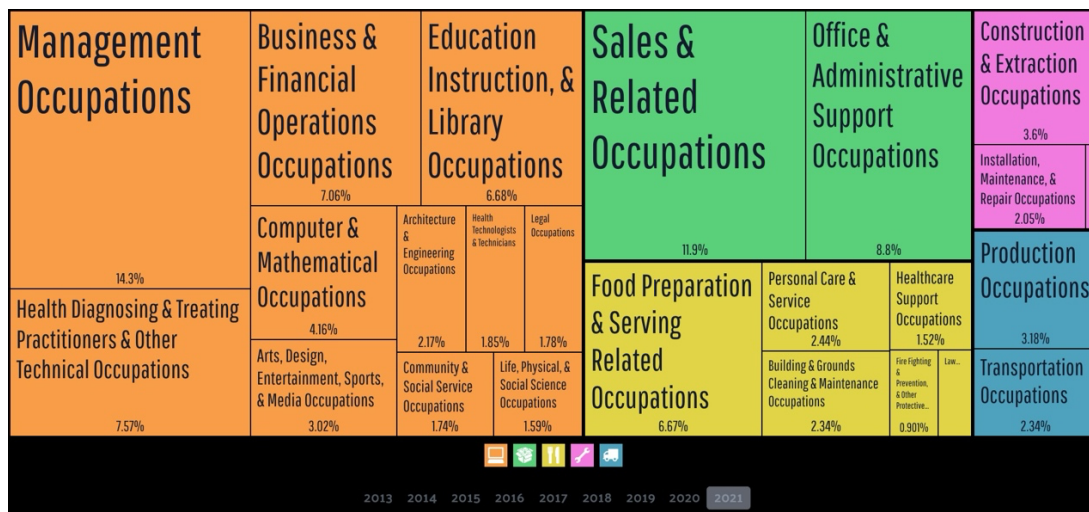 Management
Occupations
14.3%
Health Diagnosing & Treating
Practitioners & Other
Technical Occupations
7.57%
Business &
Financial
Operations
Occupations
7.06%
Education
Instruction, &
Library
Occupations
6.68%
Computer &
Mathematical
Occupations
4.16%
Arts, Design,
Entertainment, Sports,
& Media Occupations
3.02%
Architecture
&
Engineering
Occupations
2.17%
Health
Technologists
& Technicians
1.85%
Legal
Occupations
1.78%
Community &
Social Service
Occupations
1.74%
Life, Physical, &
Social Science
Occupations
1.59%
Sales &
Related
Occupations
11.9%
Office &
Administrative
Support
Occupations
8.8%
Food Preparation
& Serving
Related
Occupations
6.67%
Personal Care &
Service
Occupations
2.44%
Healthcare
Support
Occupations
1.52%
Building & Grounds
Cleaning & Maintenance
Occupations
2.34%
Fire Fighting
&
Prevention,
& Other
Protective...
0.901%
Law...
Construction
& Extraction
Occupations
3.6%
Installation,
Maintenance, &
Repair Occupations
2.05%
Production
Occupations
3.18%
Transportation
Occupations
2.34%
2013 2014 2015 2016 2017 2018 2019 2020 2021